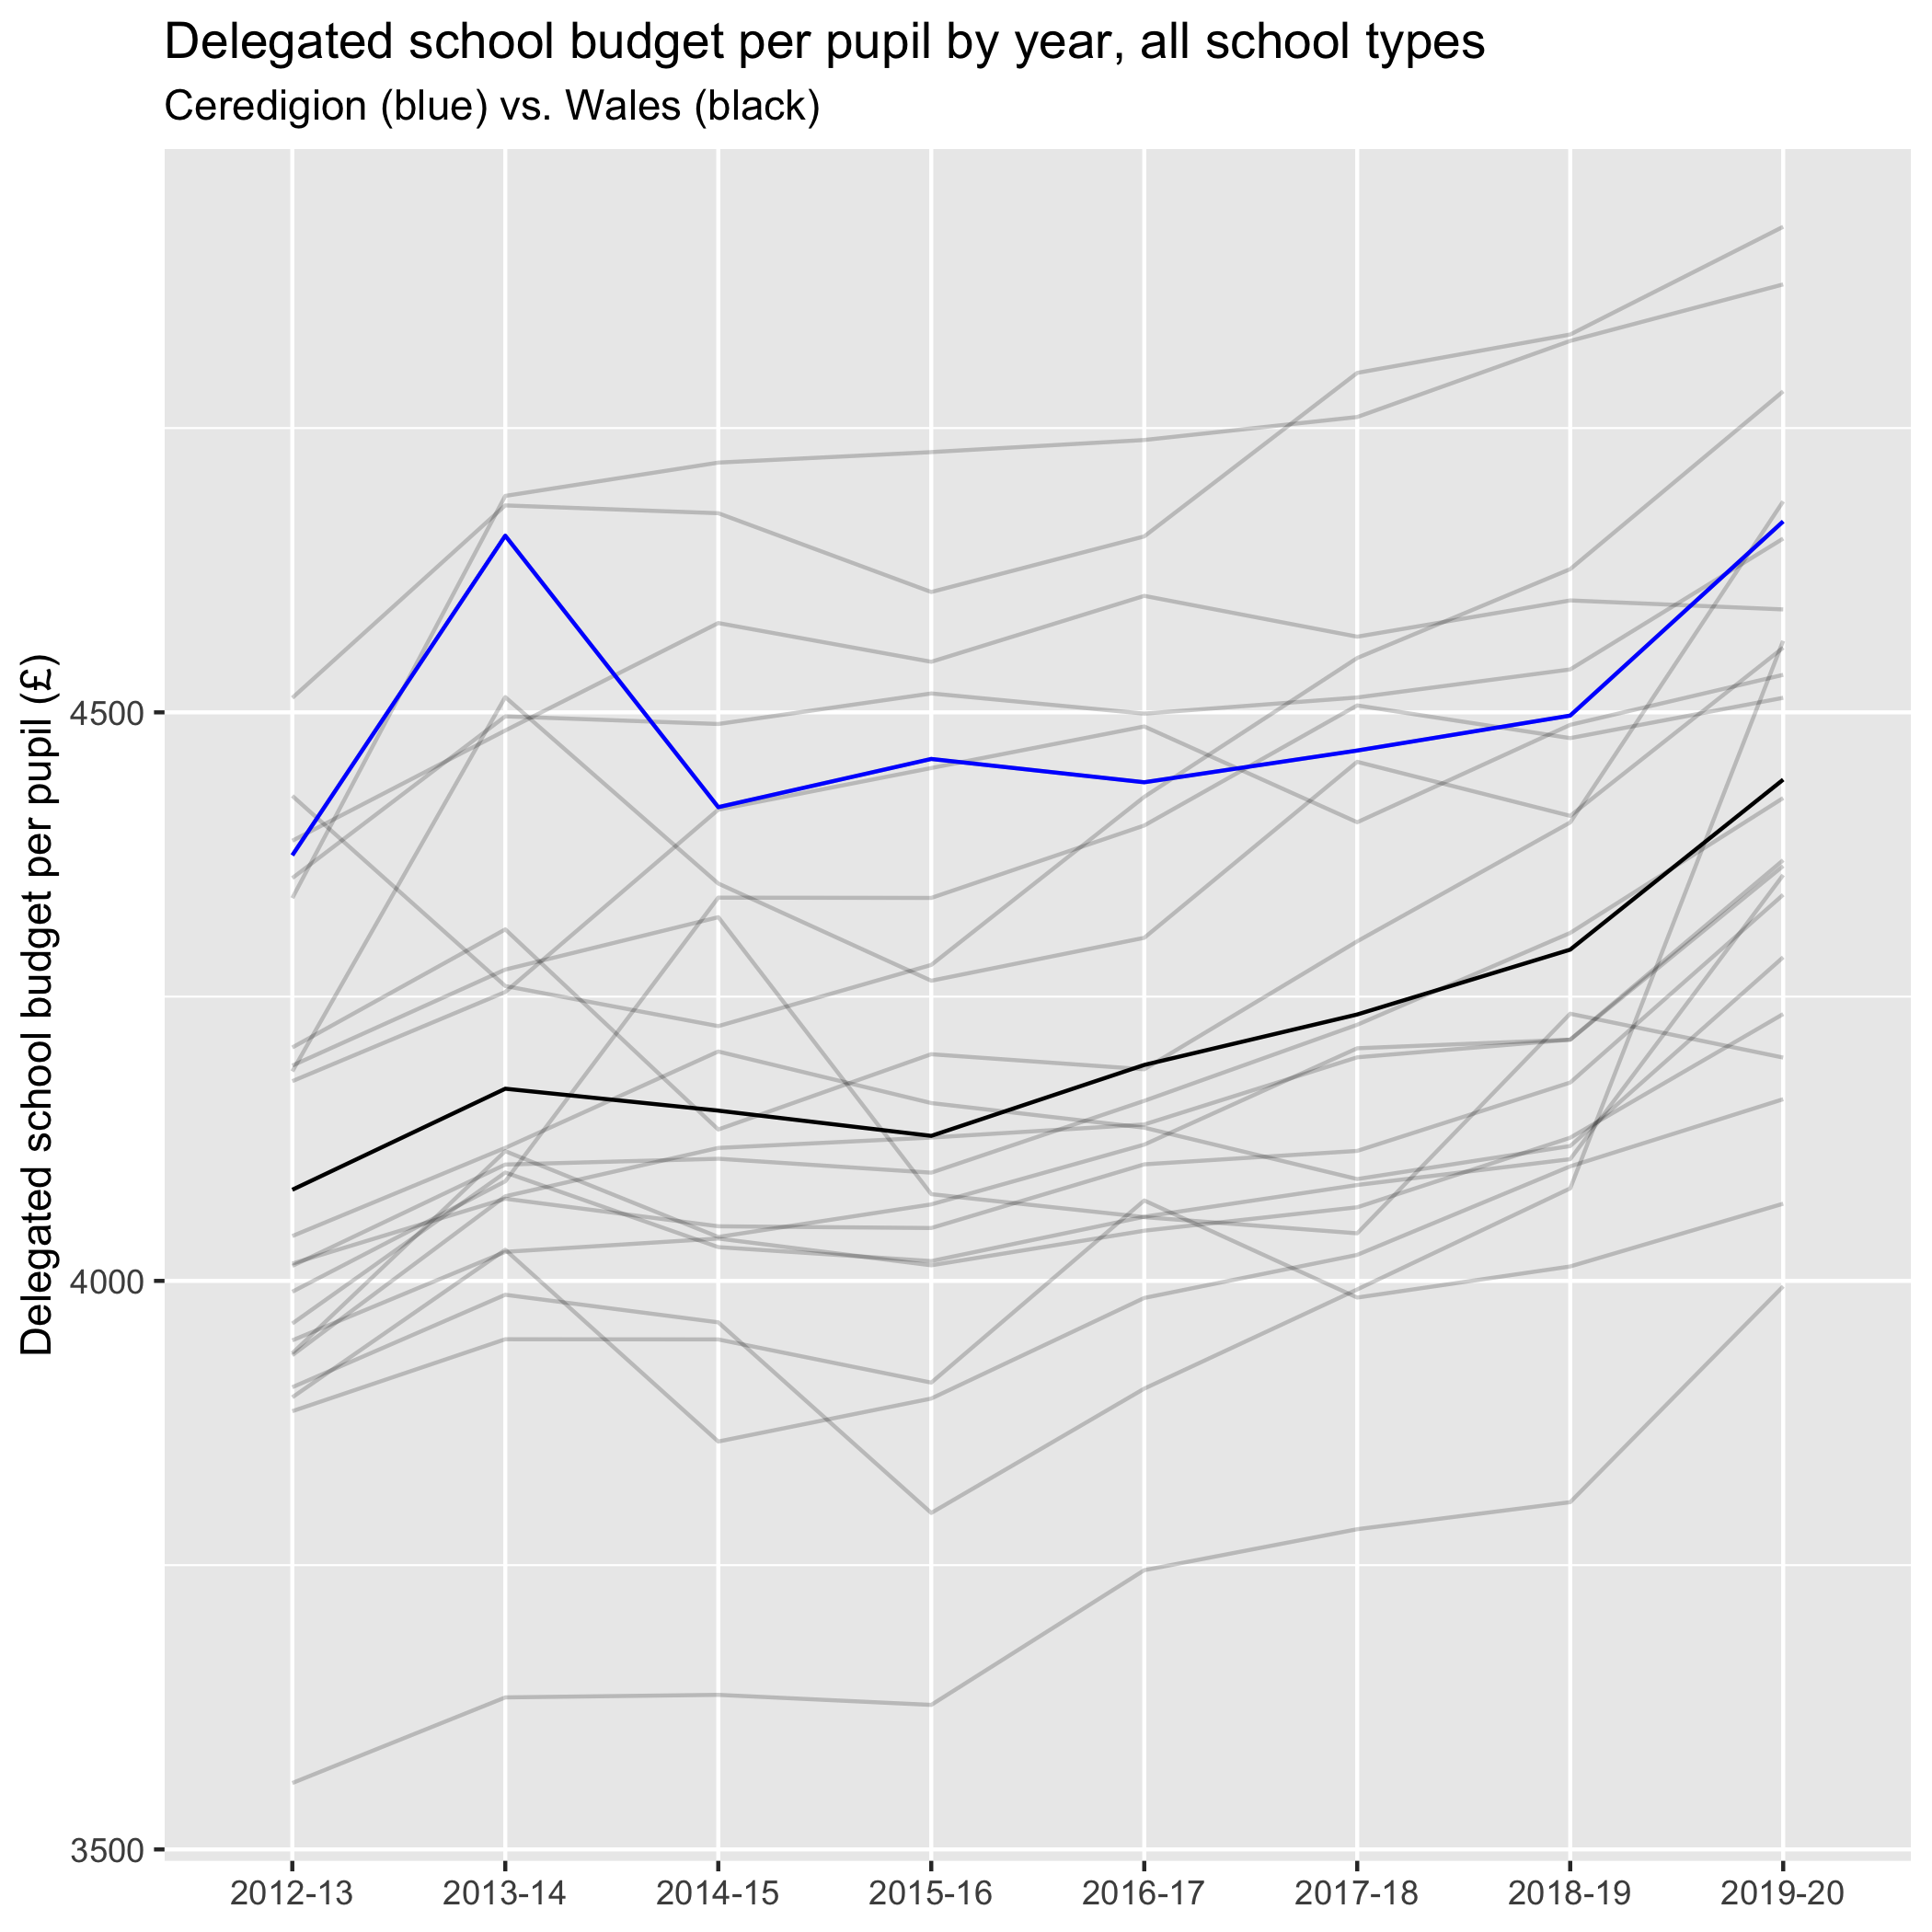 Delegated school budget per pupil by year, all school types
Ceredigion (blue) vs. Wales (black)
Delegated school budget per pupil (£)
4500
4000
3500
2012-13 2013-14 2014-15 2015-16 2016-17 2017-18 2018-19 2019-20